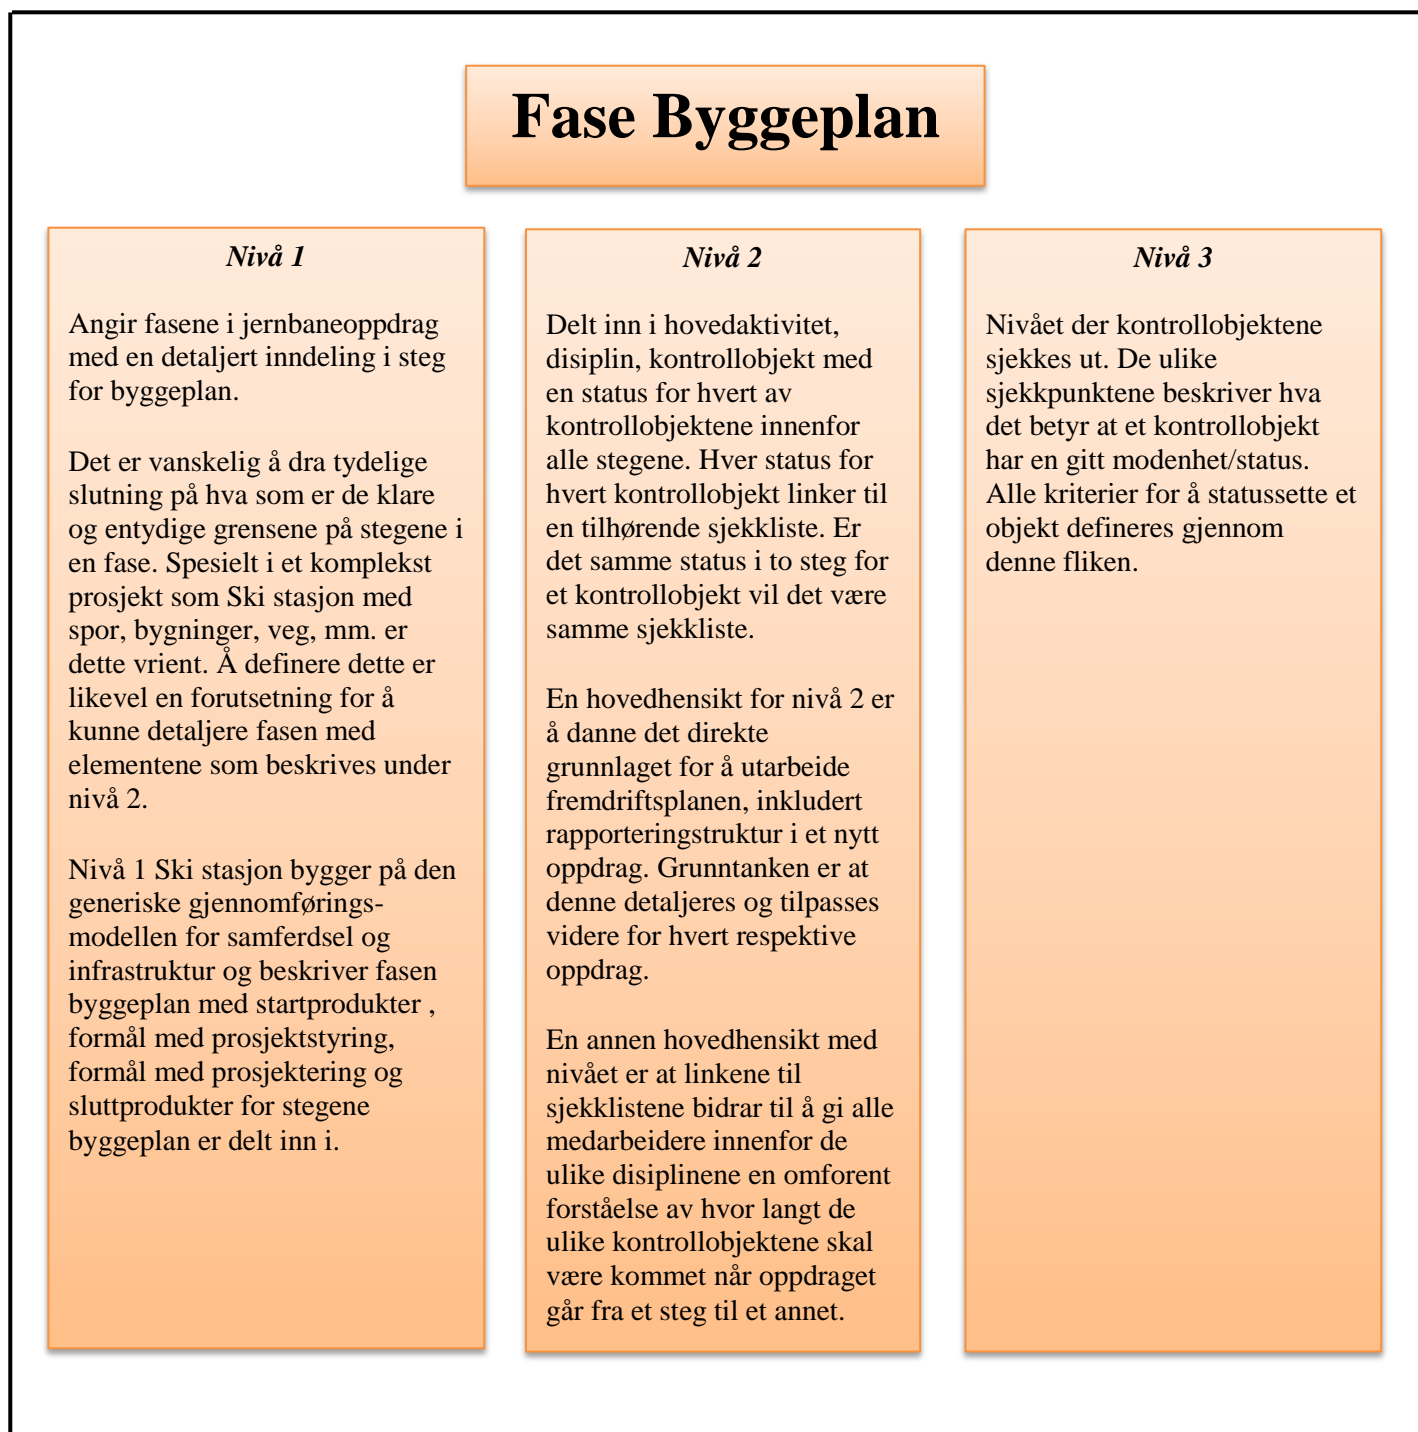 Fase Byggeplan
Nivå 1
Angir fasene i jernbaneoppdrag
med en detaljert inndeling i steg
for byggeplan.
Det er vanskelig å dra tydelige
slutning på hva som er de klare
og entydige grensene på stegene i
en fase. Spesielt i et komplekst
prosjekt som Ski stasjon med
spor, bygninger, veg, mm. er
dette vrient. Å definere dette er
likevel en forutsetning for å
kunne detaljere fasen med
elementene som beskrives under
nivå 2.
Nivå 1 Ski stasjon bygger på den
generiske gjennomførings-
modellen for samferdsel og
infrastruktur og beskriver fasen
byggeplan med startprodukter ,
formål med prosjektstyring,
formål med prosjektering og
sluttprodukter for stegene
byggeplan er delt inn i.
Nivå 2
Delt inn i hovedaktivitet,
disiplin, kontrollobjekt med
en status for hvert av
kontrollobjektene innenfor
alle stegene. Hver status for
hvert kontrollobjekt linker til
en tilhørende sjekkliste. Er
det samme status i to steg for
et kontrollobjekt vil det være
samme sjekkliste.
En hovedhensikt for nivå 2 er
å danne det direkte
grunnlaget for å utarbeide
fremdriftsplanen, inkludert
rapporteringstruktur i et nytt
oppdrag. Grunntanken er at
denne detaljeres og tilpasses
videre for hvert respektive
oppdrag.
En annen hovedhensikt med
nivået er at linkene til
sjekklistene bidrar til å gi alle
medarbeidere innenfor de
ulike disiplinene en omforent
forståelse av hvor langt de
ulike kontrollobjektene skal
være kommet når oppdraget
går fra et steg til et annet.
Nivå 3
Nivået der kontrollobjektene
sjekkes ut. De ulike
sjekkpunktene beskriver hva
det betyr at et kontrollobjekt
har en gitt modenhet/status.
Alle kriterier for å statussette et
objekt defineres gjennom
denne fliken.